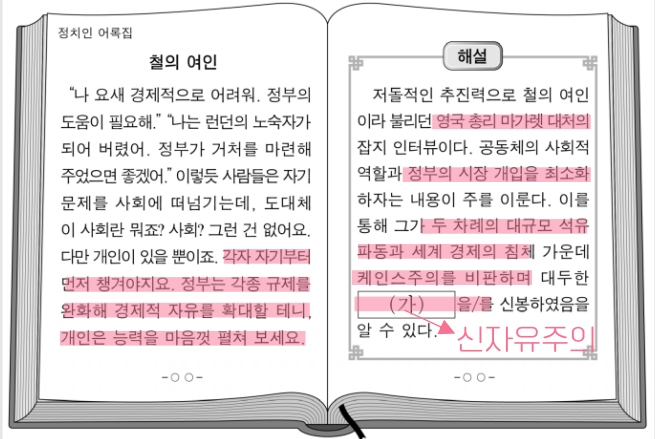 정치인 어록집
철의 여인
"나 요새 경제적으로 어려워. 정부의
도움이 필요해." "나는 런던의 노숙자가
되어 버렸어. 정부가 거처를 마련해
주었으면 좋겠어." 이렇듯 사람들은 자기
문제를 사회에 떠넘기는데, 도대체
이 사회란 뭐죠? 사회? 그런 건 없어요.
다만 개인이 있을 뿐이죠. 각자 자기부터
먼저 챙겨야지요. 정부는 각종 규제를
완화해 경제적 자유를 확대할 테니,
개인은 능력을 마음껏 펼쳐 보세요.
-○○-
해설
저돌적인 추진력으로 철의 여인
이라 불리던 영국 총리 마가렛 대처의
잡지 인터뷰이다. 공동체의 사회적
역할과 정부의 시장 개입을 최소화
하자는 내용이 주를 이룬다. 이를
통해 그가 두 차례의 대규모 석유
파동과 세계 경제의 침체 가운데
케인스주의를 비판하며 대두한
(가) 을/를 신봉하였음을
알 수 있다.
신자유주의
-○○-